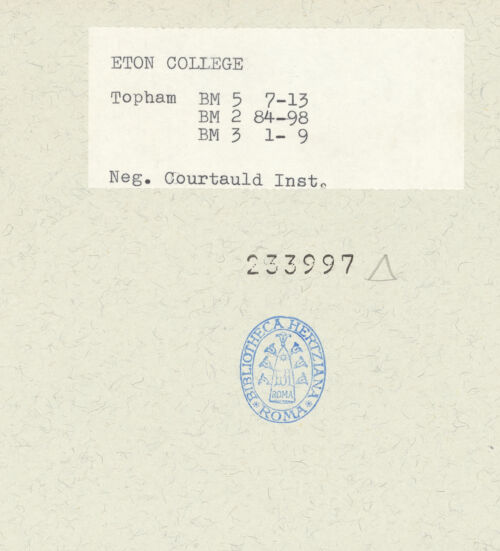 ETON COLLEGE
Topham BM 5 7-13
BM 2 84-98
BM 3 1- 9
Neg. Courtauld Inst.
233997
BIBLIOTHECA HERTZIANA
ROMA
ROMA